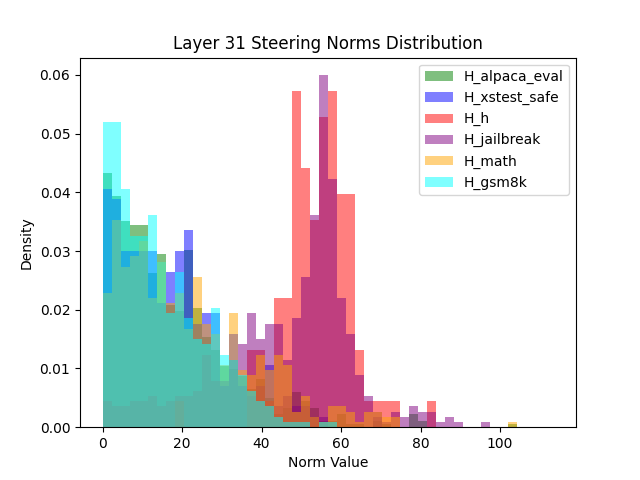 Layer 31 Steering Norms Distribution
0.06
0.05
0.04
0.03
0.02
0.01
0.00
Density
H_alpaca_eval
H_xstest_safe
H_h
H_jailbreak
H_math
H_gsm8k
0 20 40 60 80 100
Norm Value